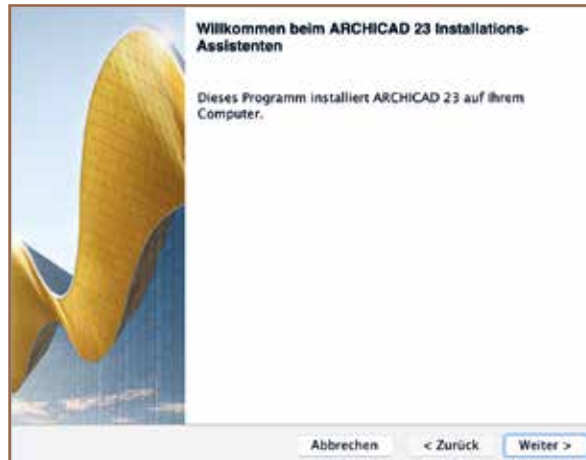 Willkommen beim ARCHICAD 23 Installations-
Assistenten
Dieses Programm installiert ARCHICAD 23 auf Ihrem
Computer.
Abbrechen
< Zurück
Weiter >